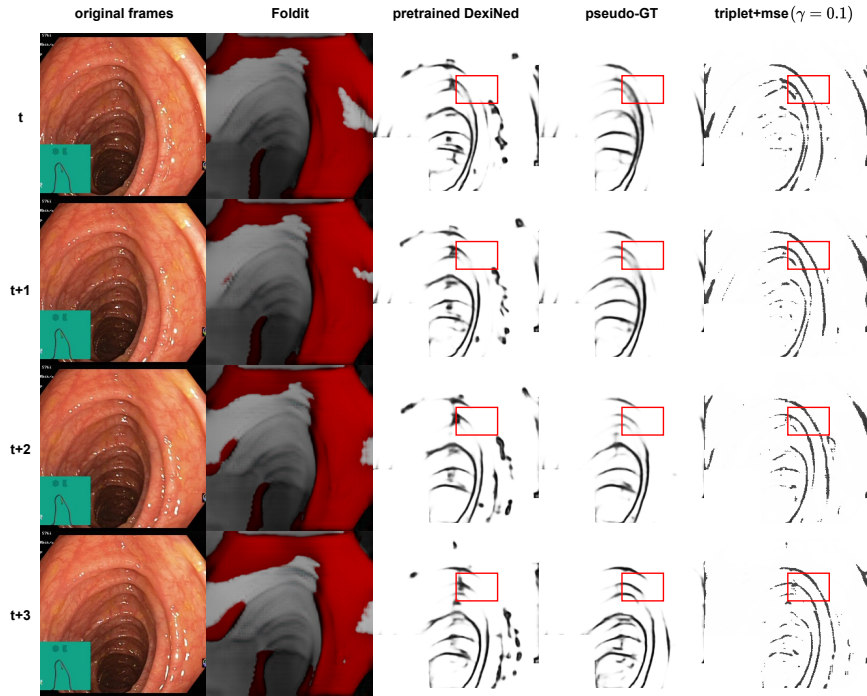 original frames
Foldit
pretrained DexiNed
pseudo-GT
triplet+mse(γ = 0.1)
t
t+1
t+2
t+3